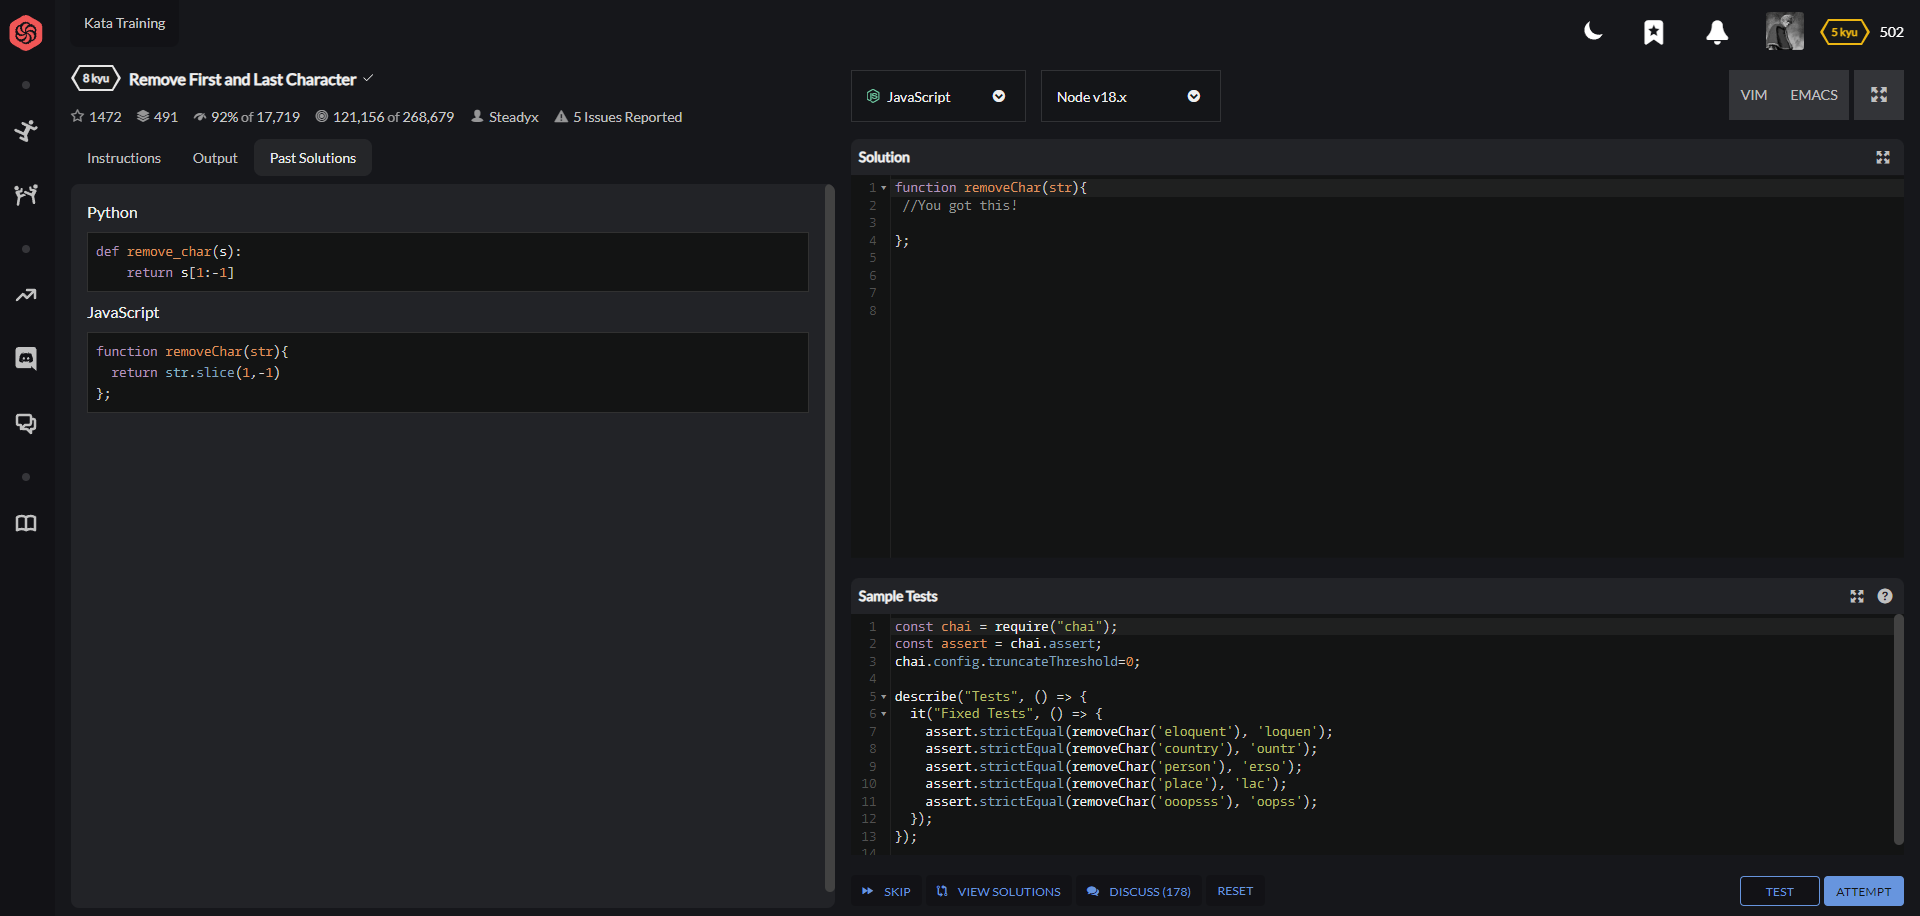 Kata Training
5 kyu 502
8 kyu Remove First and Last Character
1472 491 92% of 17,719 121,156 of 268,679 Steadyx 5 Issues Reported
Instructions Output Past Solutions
Python
def remove_char(s):
return s[1:-1]
JavaScript
function removeChar(str){
return str.slice(1,-1)
};
JavaScript Node v18.x VIM EMACS
Solution
1 function removeChar(str){
2 //You got this!
3
4 };
5
6
7
8
Sample Tests
1 const chai = require("chai");
2 const assert = chai.assert;
3 chai.config.truncateThreshold=0;
4
5 describe("Tests", () => {
6 it("Fixed Tests", () => {
7 assert.strictEqual(removeChar('eloquent'), 'loquen');
8 assert.strictEqual(removeChar('country'), 'ountr');
9 assert.strictEqual(removeChar('person'), 'erso');
10 assert.strictEqual(removeChar('place'), 'lac');
11 assert.strictEqual(removeChar('ooopsss'), 'oopss');
12 });
13 });
14
SKIP VIEW SOLUTIONS DISCUSS (178) RESET TEST ATTEMPT